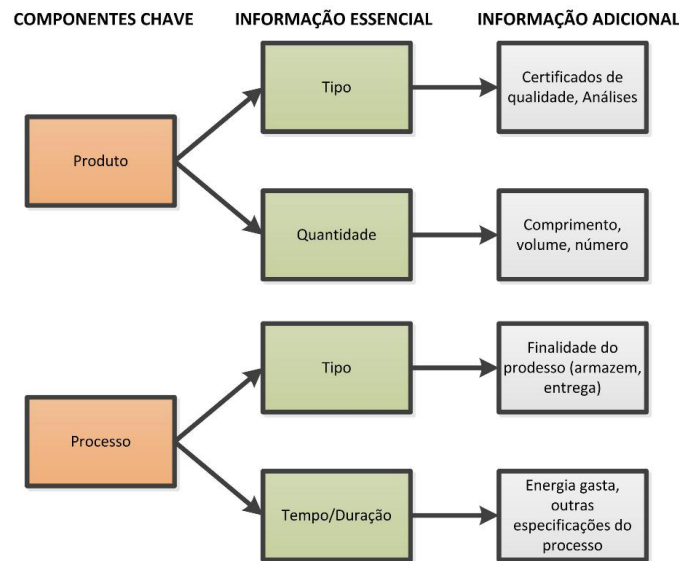 COMPONENTES CHAVE
INFORMAÇÃO ESSENCIAL
INFORMAÇÃO ADICIONAL
Produto
Tipo
Certificados de
qualidade, Análises
Quantidade
Comprimento,
volume, número
Processo
Tipo
Finalidade do
prodesso (armazem,
entrega)
Tempo/Duração
Energia gasta,
outras
especificações do
processo